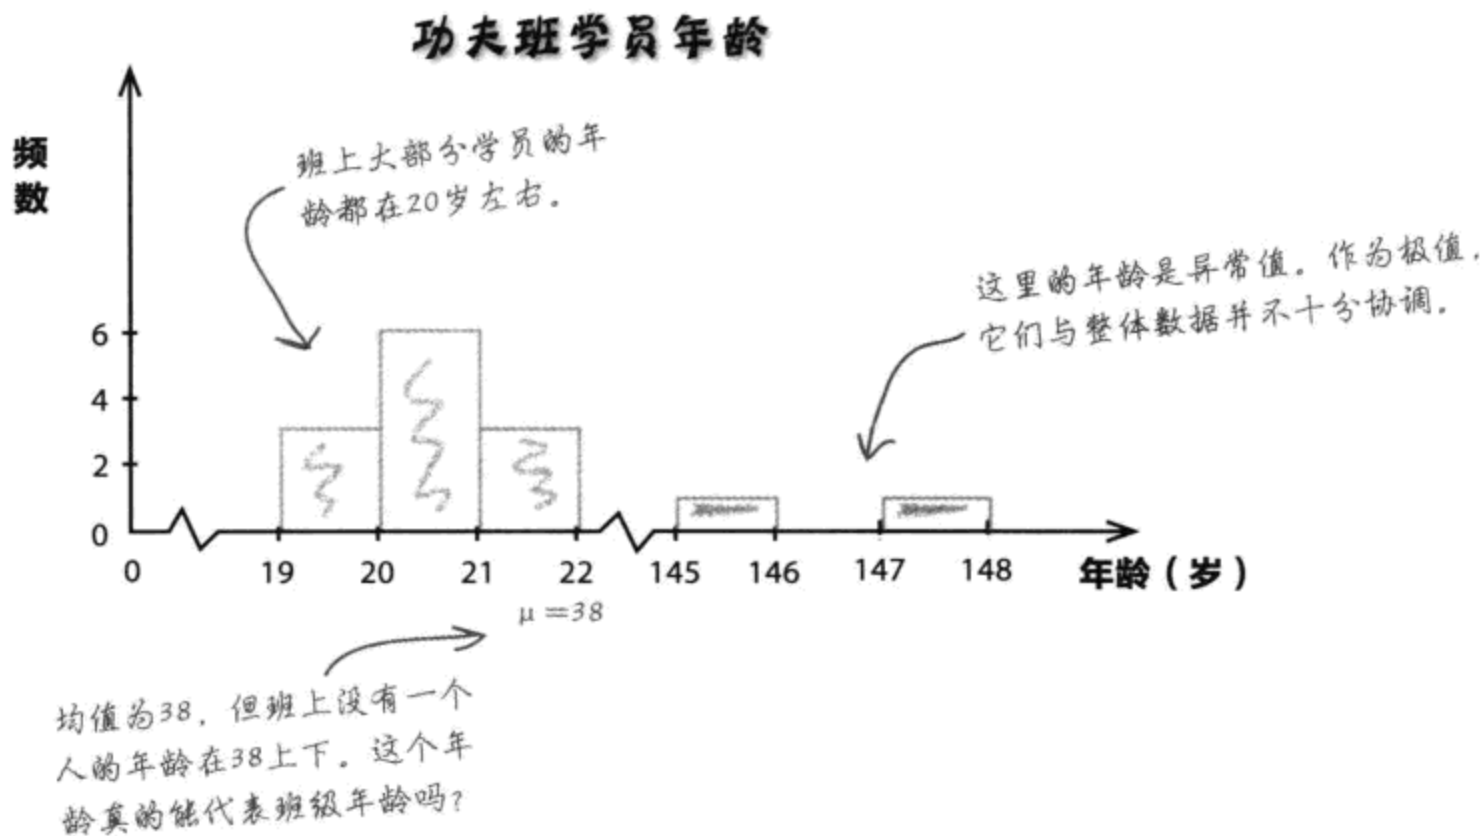 功夫班学员年龄
频
数
班上大部分学员的年
龄都在20岁左右。
这里的年龄是异常值。作为极值，
它们与整体数据并不十分协调。
6
4
2
0
0 19 20 21 22 145 146 147 148 年龄（岁）
μ=38
均值为38，但班上没有一个
人的年龄在38上下。这个年
龄真的能代表班级年龄吗？